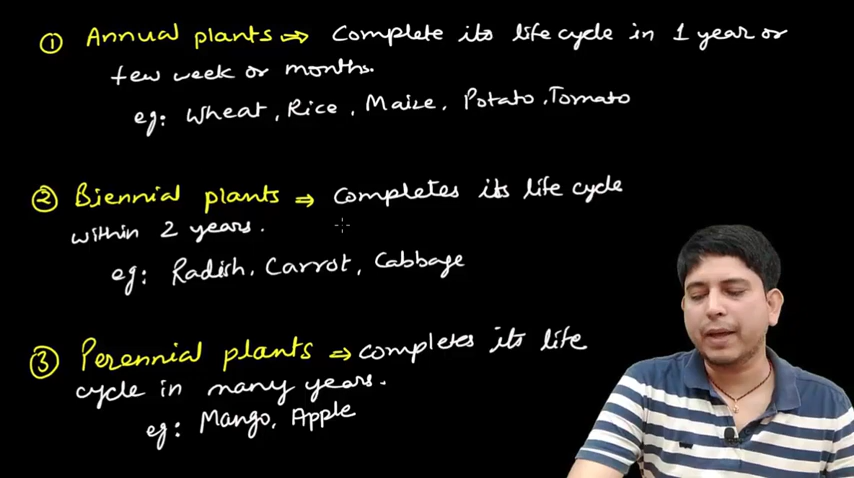 ① Annual plants ⇒ Complete its life cycle in 1 year or
few week or months.
eg: Wheat, Rice, Maize, Potato, Tomato
② Biennial plants ⇒ Completes its life cycle
within 2 years.
eg: Radish, Carrot, Cabbage
③ Perennial plants ⇒ completes its life
cycle in many years.
eg: Mango, Apple